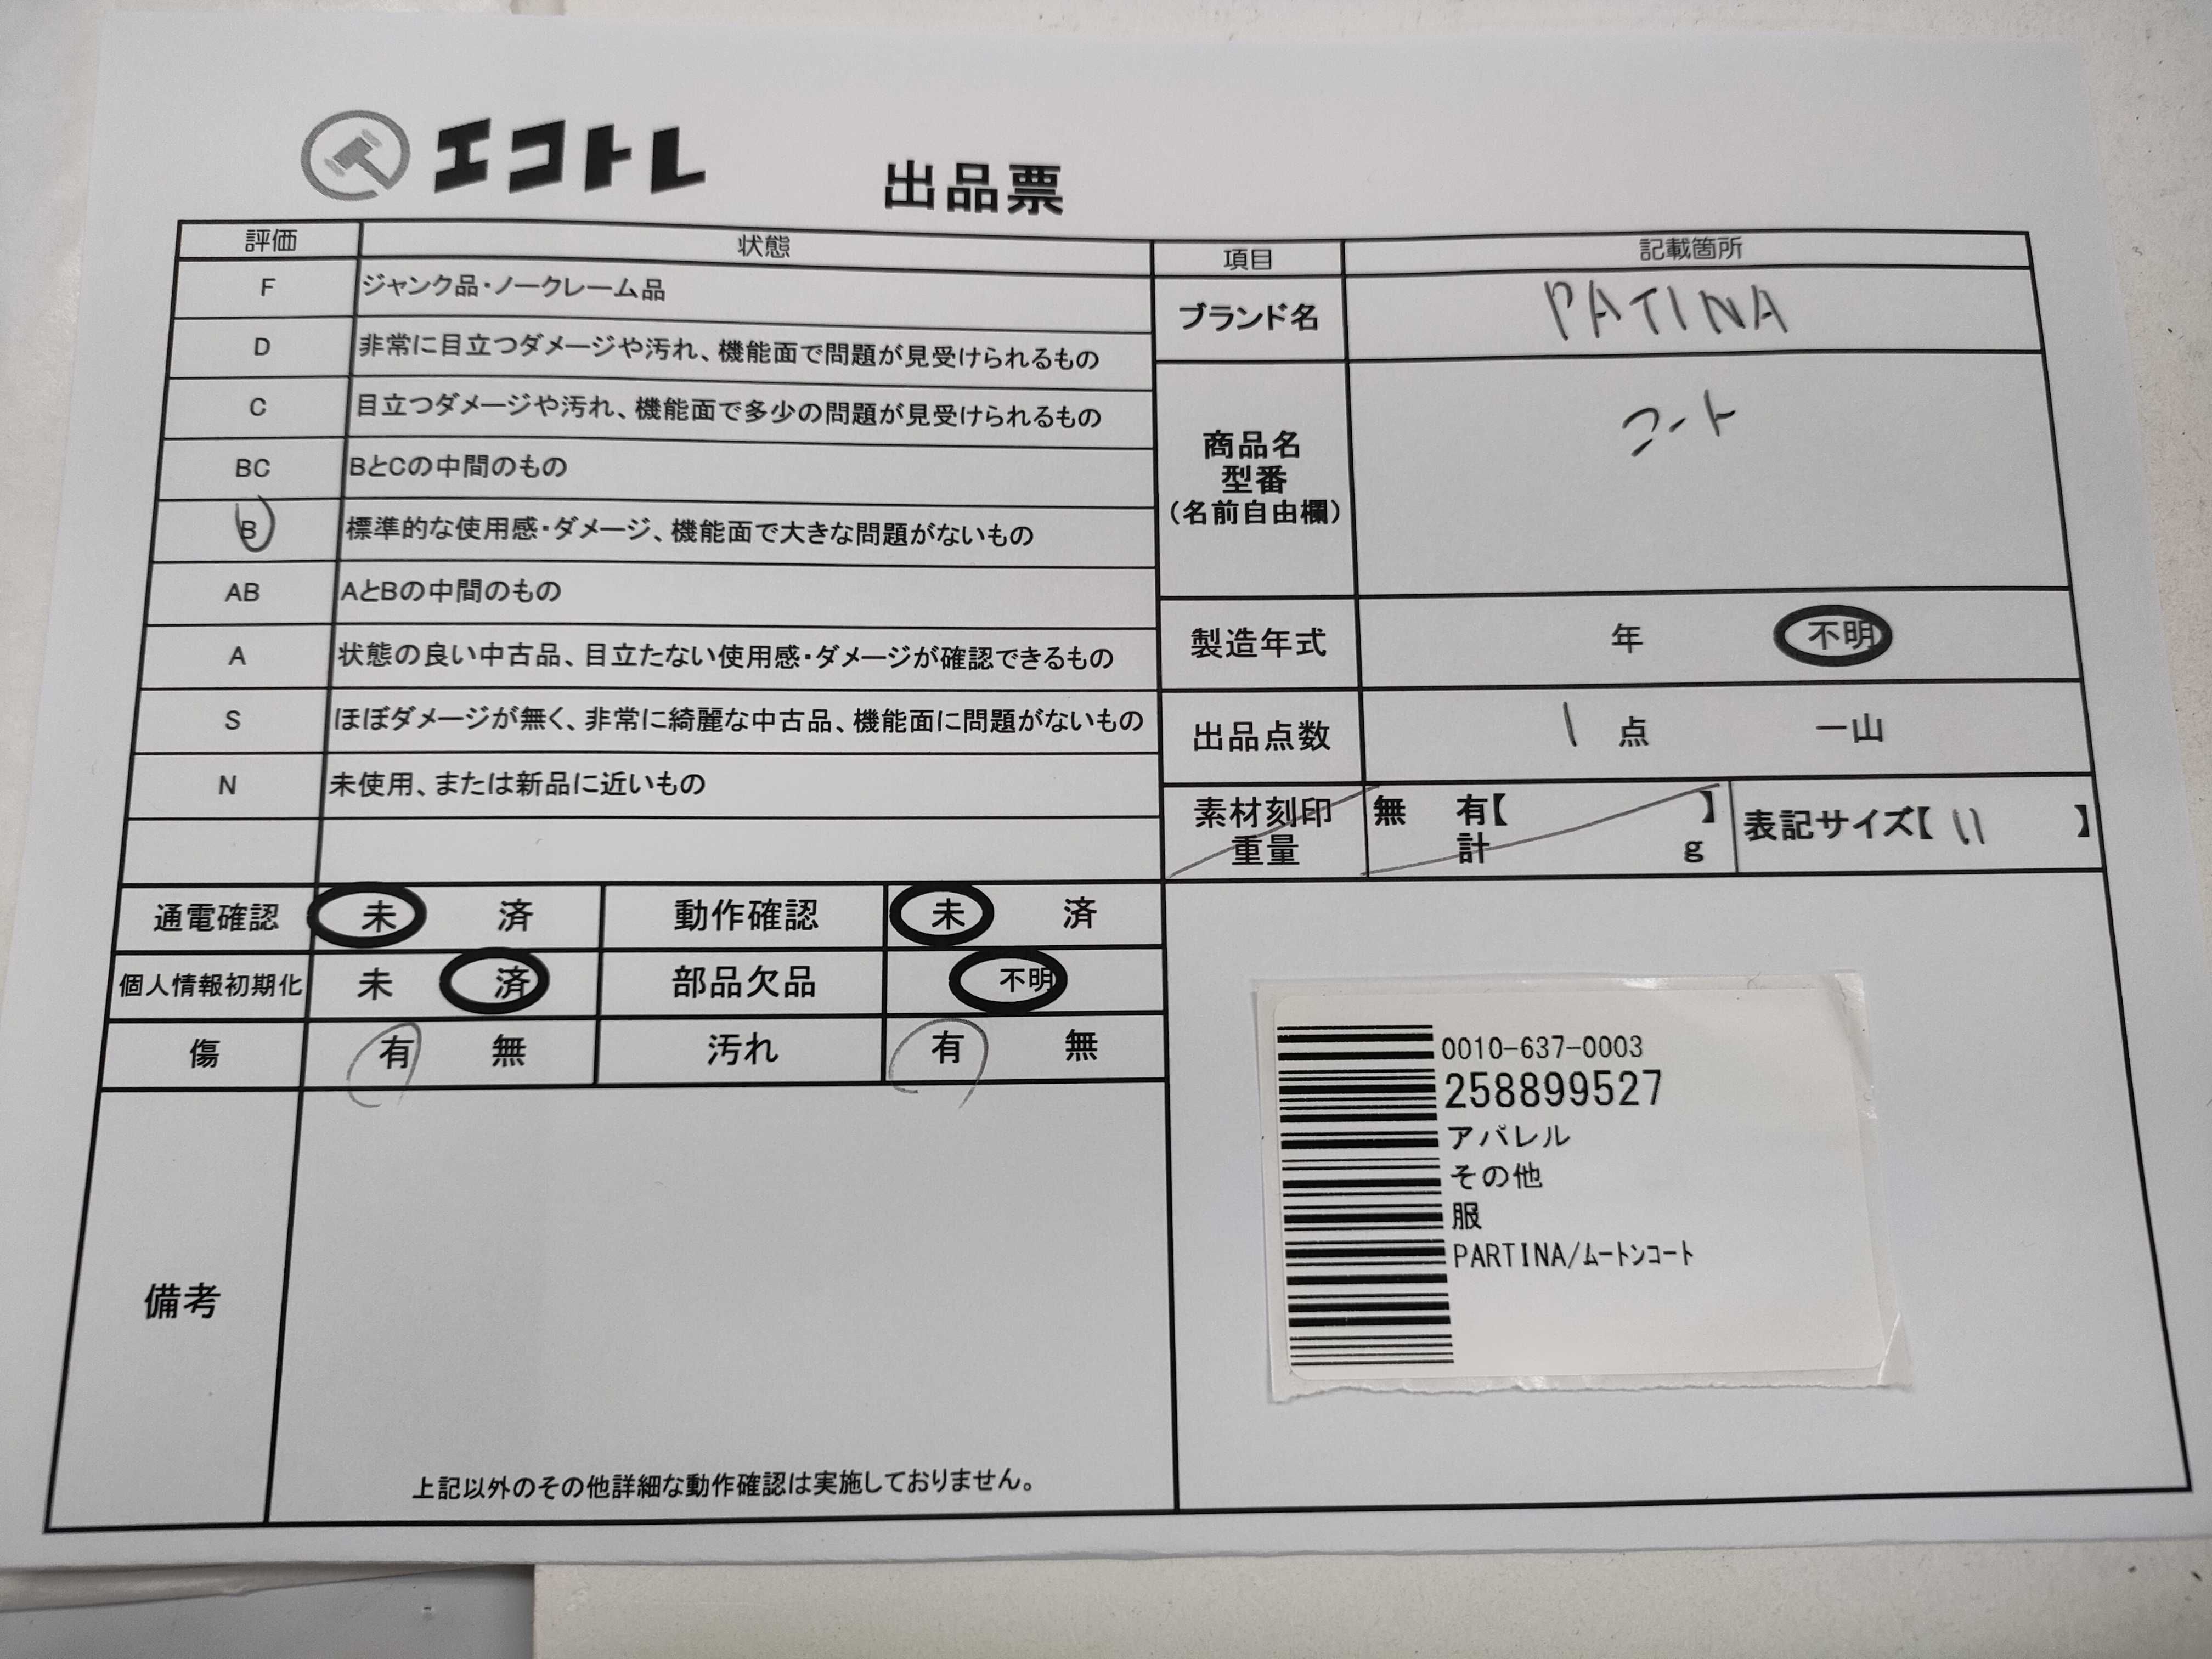 エコトレ
出品票
評価 状態
F ジャンク品・ノークレーム品
D 非常に目立つダメージや汚れ、機能面で問題が見受けられるもの
C 目立つダメージや汚れ、機能面で多少の問題が見受けられるもの
BC BとCの中間のもの
B 標準的な使用感・ダメージ、機能面で大きな問題がないもの
AB AとBの中間のもの
A 状態の良い中古品、目立たない使用感・ダメージが確認できるもの
S ほぼダメージが無く、非常に綺麗な中古品、機能面に問題がないもの
N 未使用、または新品に近いもの
通電確認 未 済 動作確認 未 済
個人情報初期化 未 済 部品欠品 不明
傷 有 無 汚れ 有 無
備考
上記以外のその他詳細な動作確認は実施しておりません。
項目 記載箇所
ブランド名 PATINA
商品名
型番
(名前自由欄)
コート
製造年式 年 不明
出品点数 1 点 一山
素材刻印 無 有【 】
重量 計 g
表記サイズ【 11 】
0010-637-0003
258899527
アパレル
その他
服
PARTINA/ムートンコート